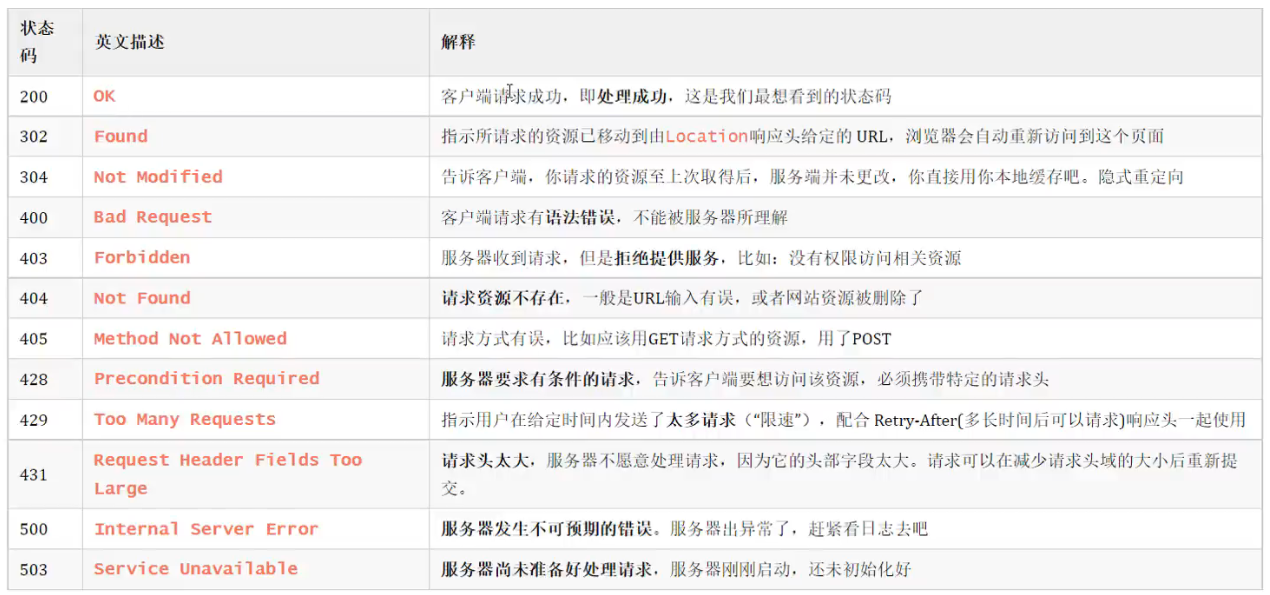 状态码 英文描述 解释
200 OK 客户端请求成功，即处理成功，这是我们最想看到的状态码
302 Found 指示所请求的资源已移动到由Location响应头给定的 URL，浏览器会自动重新访问到这个页面
304 Not Modified 告诉客户端，你请求的资源至上次取得后，服务端并未更改，你直接用你本地缓存吧。隐式重定向
400 Bad Request 客户端请求有语法错误，不能被服务器所理解
403 Forbidden 服务器收到请求，但是拒绝提供服务，比如：没有权限访问相关资源
404 Not Found 请求资源不存在，一般是URL输入有误，或者网站资源被删除了
405 Method Not Allowed 请求方式有误，比如应该用GET请求方式的资源，用了POST
428 Precondition Required 服务器要求有条件的请求，告诉客户端要想访问该资源，必须携带特定的请求头
429 Too Many Requests 指示用户在给定时间内发送了太多请求（“限速”），配合 Retry-After(多长时间后可以请求)响应头一起使用
431 Request Header Fields Too Large 请求头太大，服务器不愿意处理请求，因为它的头部字段太大。请求可以在减少请求头域的大小后重新提交。
500 Internal Server Error 服务器发生不可预期的错误。服务器出异常了，赶紧看日志去吧
503 Service Unavailable 服务器尚未准备好处理请求，服务器刚刚启动，还未初始化好